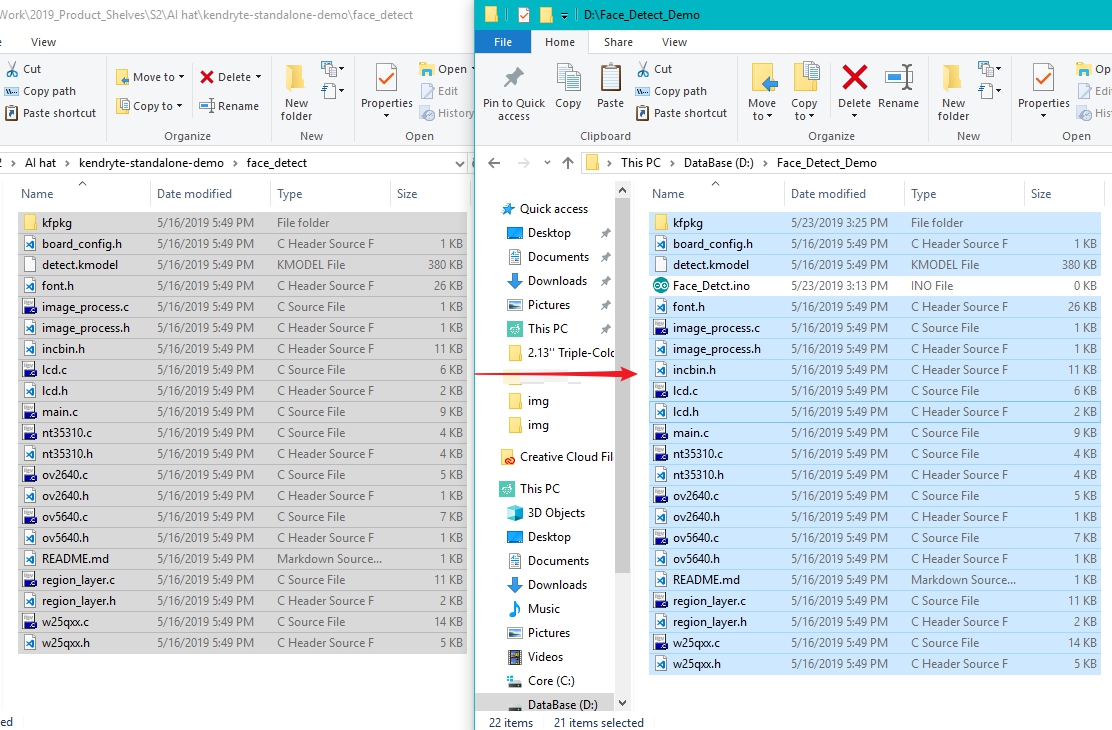 Work\2019_Product_Shelves\S2\AI hat\kendryte-standalone-demo\face_detect
View
Cut
Copy path
Paste shortcut
Move to
Copy to
Delete
Rename
Organize
New
folder
New
Properties
Open
Edit
History
Open
AI hat > kendryte-standalone-demo > face_detect
Name Date modified Type Size
kfpkg 5/16/2019 5:49 PM File folder
board_config.h 5/16/2019 5:49 PM C Header Source F 1 KB
detect.kmodel 5/16/2019 5:49 PM KMODEL File 380 KB
font.h 5/16/2019 5:49 PM C Header Source F 26 KB
image_process.c 5/16/2019 5:49 PM C Source File 1 KB
image_process.h 5/16/2019 5:49 PM C Header Source F 1 KB
incbin.h 5/16/2019 5:49 PM C Header Source F 11 KB
lcd.c 5/16/2019 5:49 PM C Source File 6 KB
lcd.h 5/16/2019 5:49 PM C Header Source F 2 KB
main.c 5/16/2019 5:49 PM C Source File 9 KB
nt35310.c 5/16/2019 5:49 PM C Source File 4 KB
nt35310.h 5/16/2019 5:49 PM C Header Source F 4 KB
ov2640.c 5/16/2019 5:49 PM C Source File 5 KB
ov2640.h 5/16/2019 5:49 PM C Header Source F 1 KB
ov5640.c 5/16/2019 5:49 PM C Source File 7 KB
ov5640.h 5/16/2019 5:49 PM C Header Source F 1 KB
README.md 5/16/2019 5:49 PM Markdown Source... 1 KB
region_layer.c 5/16/2019 5:49 PM C Source File 11 KB
region_layer.h 5/16/2019 5:49 PM C Header Source F 2 KB
w25qxx.c 5/16/2019 5:49 PM C Source File 14 KB
w25qxx.h 5/16/2019 5:49 PM C Header Source F 5 KB
ed
D:\Face_Detect_Demo
File Home Share View
Pin to Quick
access
Copy
Paste
Cut
Copy path
Paste shortcut
Clipboard
Move
to
Copy
to
Delete
Rename
Organize
New
folder
New
Properties
Op
Edi
His
Open
This PC > DataBase (D:) > Face_Detect_Demo
Quick access
Desktop
Documents
Downloads
Pictures
This PC
2.13'' Triple-Colo
img
img
Creative Cloud Fil
This PC
3D Objects
Desktop
Documents
Downloads
Music
Pictures
Videos
Core (C:)
DataBase (D:)
Name Date modified Type Size
kfpkg 5/23/2019 3:25 PM File folder
board_config.h 5/16/2019 5:49 PM C Header Source F 1 KB
detect.kmodel 5/16/2019 5:49 PM KMODEL File 380 KB
Face_Detct.ino 5/23/2019 3:13 PM INO File 0 KB
font.h 5/16/2019 5:49 PM C Header Source F 26 KB
image_process.c 5/16/2019 5:49 PM C Source File 1 KB
image_process.h 5/16/2019 5:49 PM C Header Source F 1 KB
incbin.h 5/16/2019 5:49 PM C Header Source F 11 KB
lcd.c 5/16/2019 5:49 PM C Source File 6 KB
lcd.h 5/16/2019 5:49 PM C Header Source F 2 KB
main.c 5/16/2019 5:49 PM C Source File 9 KB
nt35310.c 5/16/2019 5:49 PM C Source File 4 KB
nt35310.h 5/16/2019 5:49 PM C Header Source F 4 KB
ov2640.c 5/16/2019 5:49 PM C Source File 5 KB
ov2640.h 5/16/2019 5:49 PM C Header Source F 1 KB
ov5640.c 5/16/2019 5:49 PM C Source File 7 KB
ov5640.h 5/16/2019 5:49 PM C Header Source F 1 KB
README.md 5/16/2019 5:49 PM Markdown Source... 1 KB
region_layer.c 5/16/2019 5:49 PM C Source File 11 KB
region_layer.h 5/16/2019 5:49 PM C Header Source F 2 KB
w25qxx.c 5/16/2019 5:49 PM C Source File 14 KB
w25qxx.h 5/16/2019 5:49 PM C Header Source F 5 KB
22 items 21 items selected